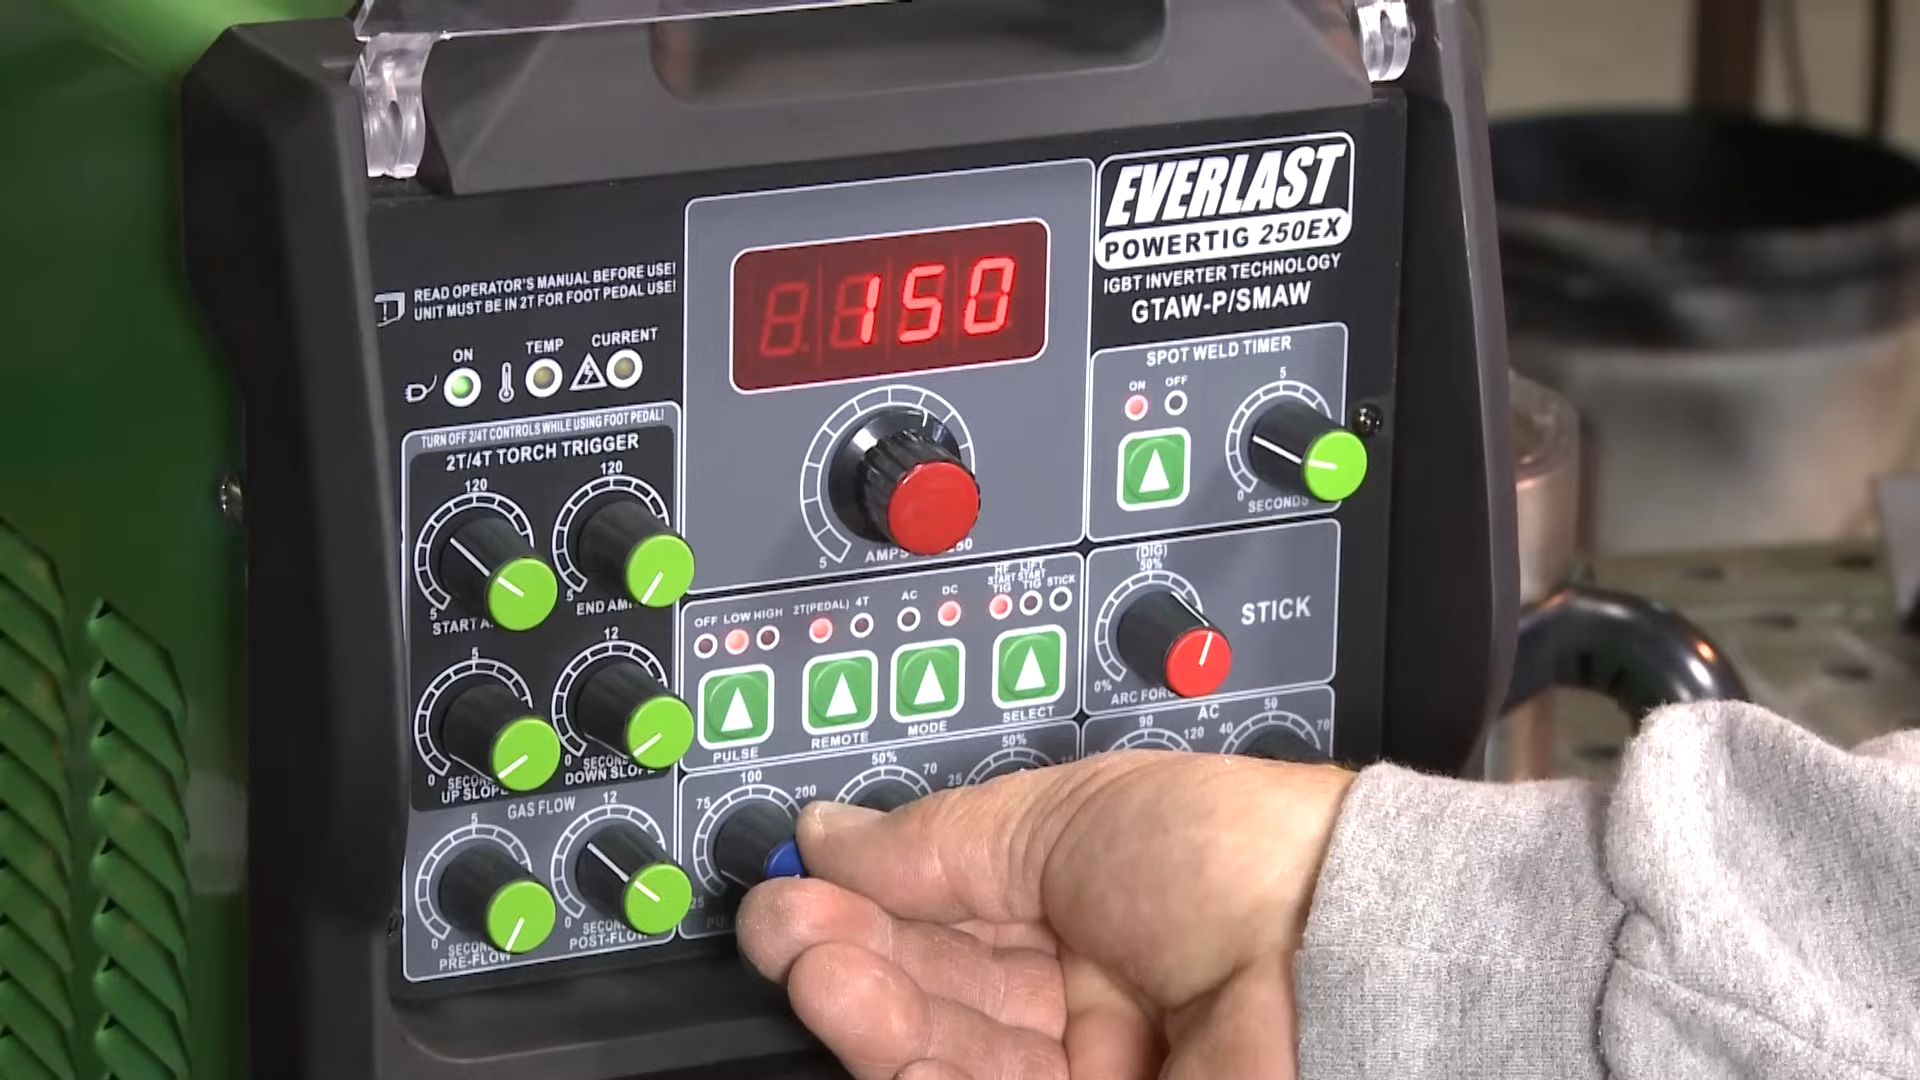 EVERLAST
POWERTIG 250EX
IGBT INVERTER TECHNOLOGY
GTAW-P/SMAW
150
READ OPERATOR'S MANUAL BEFORE USE!
UNIT MUST BE IN 2T FOR FOOT PEDAL USE!
ON
TEMP
CURRENT
TURN OFF 2/4T CONTROLS WHILE USING FOOT PEDAL!
2T/4T TORCH TRIGGER
120
120
5
5
START A
END AM
5
12
0
0
UP SLOPE
DOWN SLOPE
GAS FLOW
5
12
0
0
PRE-FLOW
POST-FLOW
5
AMPS 250
SPOT WELD TIMER
ON OFF
5
0
SECONDS
OFF LOW HIGH
2T(PEDAL) 4T
AC DC
HF START TIG
LIFT START TIG
STICK
PULSE
REMOTE
MODE
SELECT
(DIG)
50%
0%
ARC FORC
STICK
75 100 200
25
50% 70
25 50%
AC
90 120
40 50 70